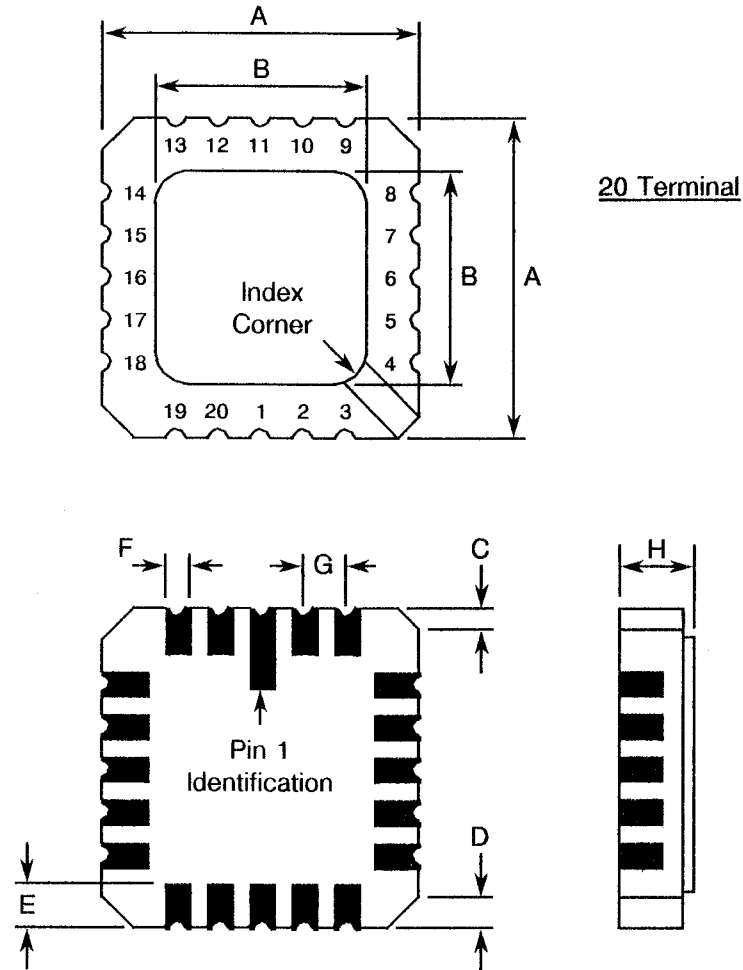 A
B
13 12 11 10 9
20 Terminal
14 8
15 7
16 6
17 5
18 4
B A
Index
Corner
19 20 1 2 3
F G C H
Pin 1
Identification
D
E